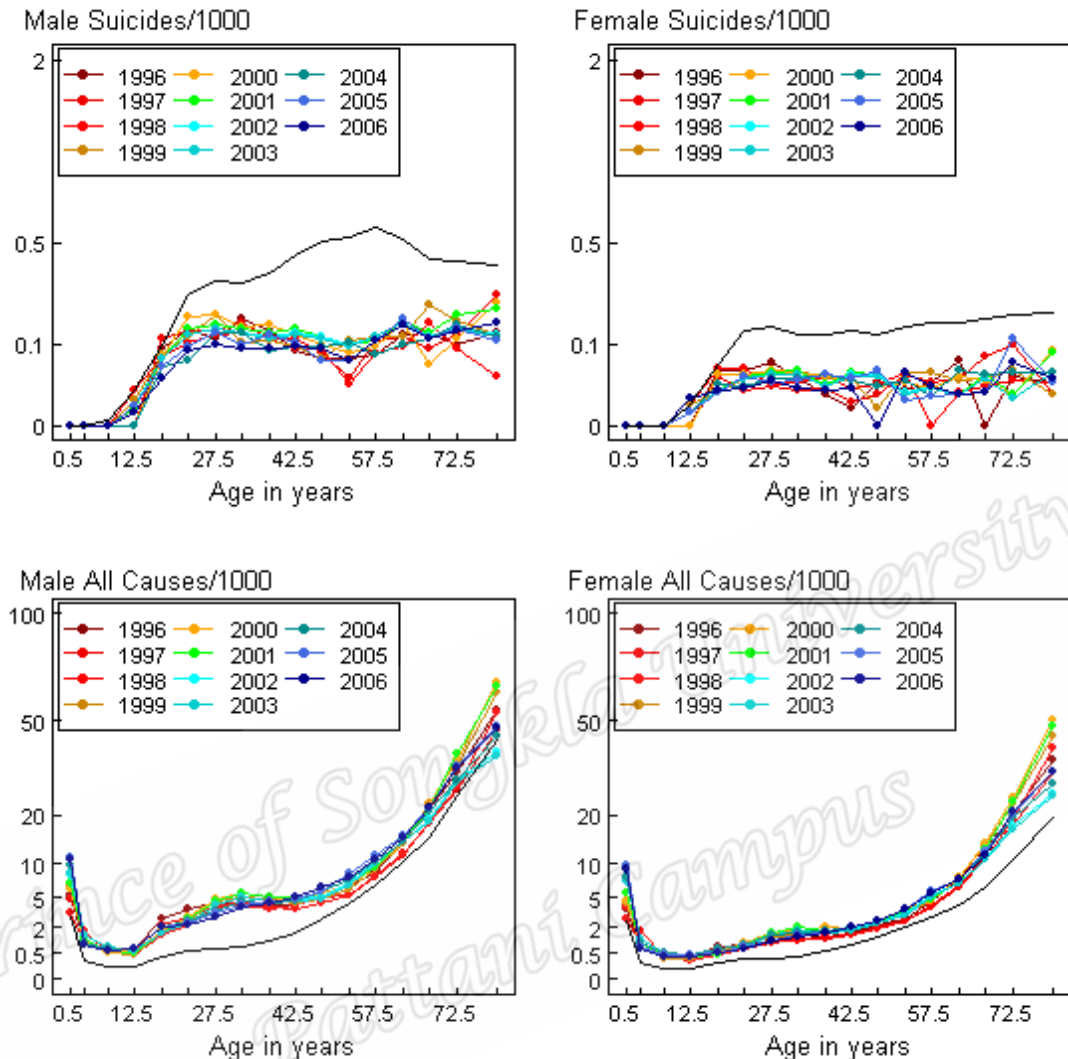 Male Suicides/1000
2
0.5
0.1
0
1996 2000 2004
1997 2001 2005
1998 2002 2006
1999 2003
0.5 12.5 27.5 42.5 57.5 72.5
Age in years
Female Suicides/1000
2
0.5
0.1
0
1996 2000 2004
1997 2001 2005
1998 2002 2006
1999 2003
0.5 12.5 27.5 42.5 57.5 72.5
Age in years
Male All Causes/1000
100
50
20
10
5
2
0.5
0
1996 2000 2004
1997 2001 2005
1998 2002 2006
1999 2003
0.5 12.5 27.5 42.5 57.5 72.5
Age in years
Female All Causes/1000
100
50
20
10
5
2
0.5
0
1996 2000 2004
1997 2001 2005
1998 2002 2006
1999 2003
0.5 12.5 27.5 42.5 57.5 72.5
Age in years
Prince of Songkla University
Pattani Campus